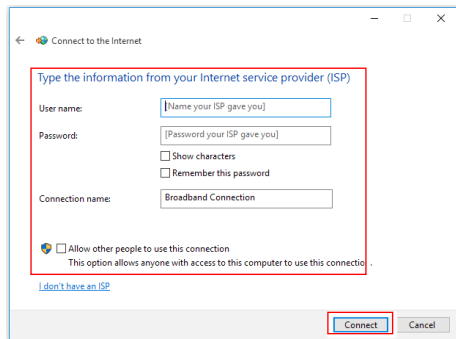 Connect to the Internet
Type the information from your Internet service provider (ISP)
User name: [Name your ISP gave you]
Password: [Password your ISP gave you]
Show characters
Remember this password
Connection name: Broadband Connection
Allow other people to use this connection
This option allows anyone with access to this computer to use this connection.
I don't have an ISP
Connect Cancel